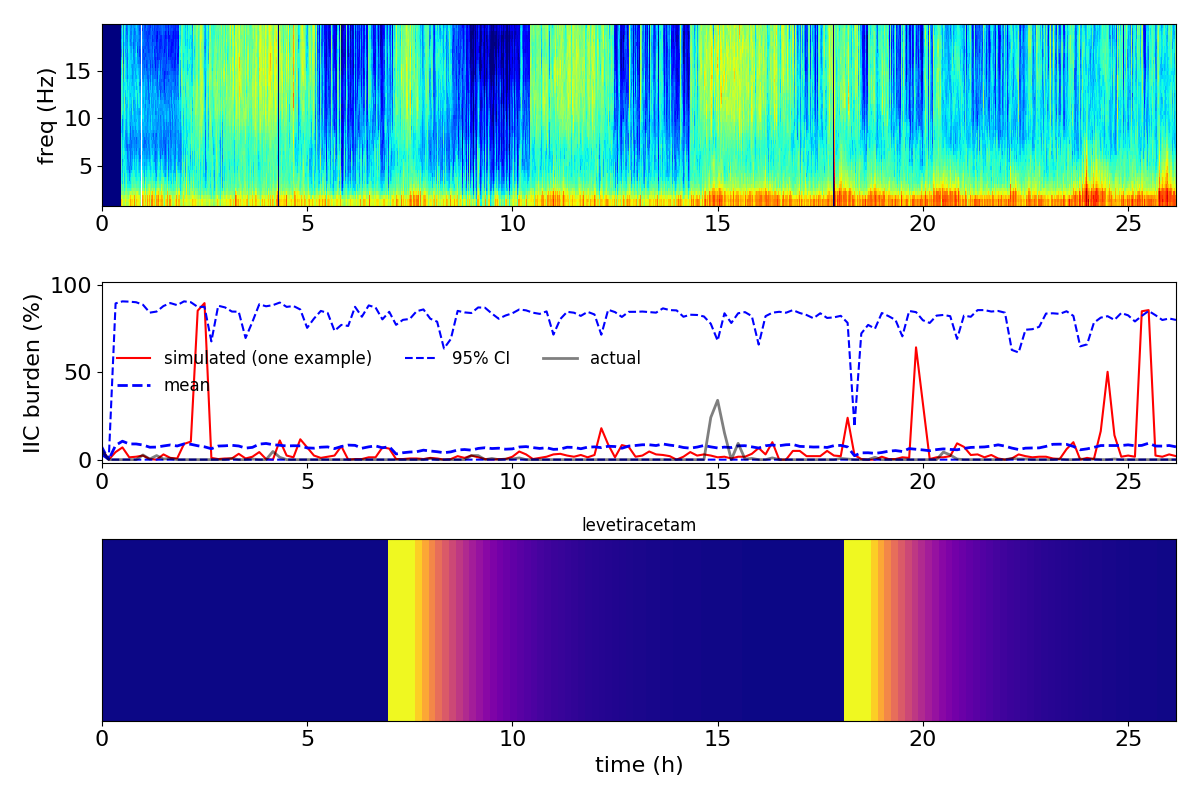 freq (Hz)
15
10
5
0 5 10 15 20 25
IIC burden (%)
100
50
0
simulated (one example) 95% CI actual
mean
0 5 10 15 20 25
levetiracetam
0 5 10 15 20 25
time (h)